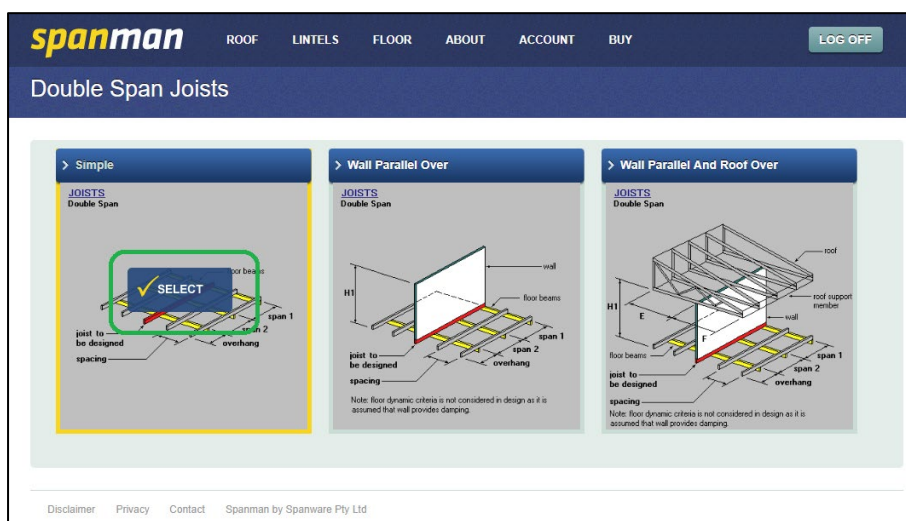 spanman ROOF LINTELS FLOOR ABOUT ACCOUNT BUY LOG OFF
Double Span Joists
> Simple
JOISTS
Double Span
floor beams
SELECT
span 1
span 2
overhang
joist to
be designed
spacing
> Wall Parallel Over
JOISTS
Double Span
wall
H1
floor beams
span 1
span 2
overhang
joist to
be designed
spacing
Note: floor dynamic criteria is not considered in design as it is
assumed that wall provides damping.
> Wall Parallel And Roof Over
JOISTS
Double Span
roof
H1
E
roof support
member
wall
F
floor beams
span 1
span 2
overhang
joist to
be designed
spacing
Note: floor dynamic criteria is not considered in design as it is
assumed that wall provides damping.
Disclaimer Privacy Contact Spanman by Spanware Pty Ltd